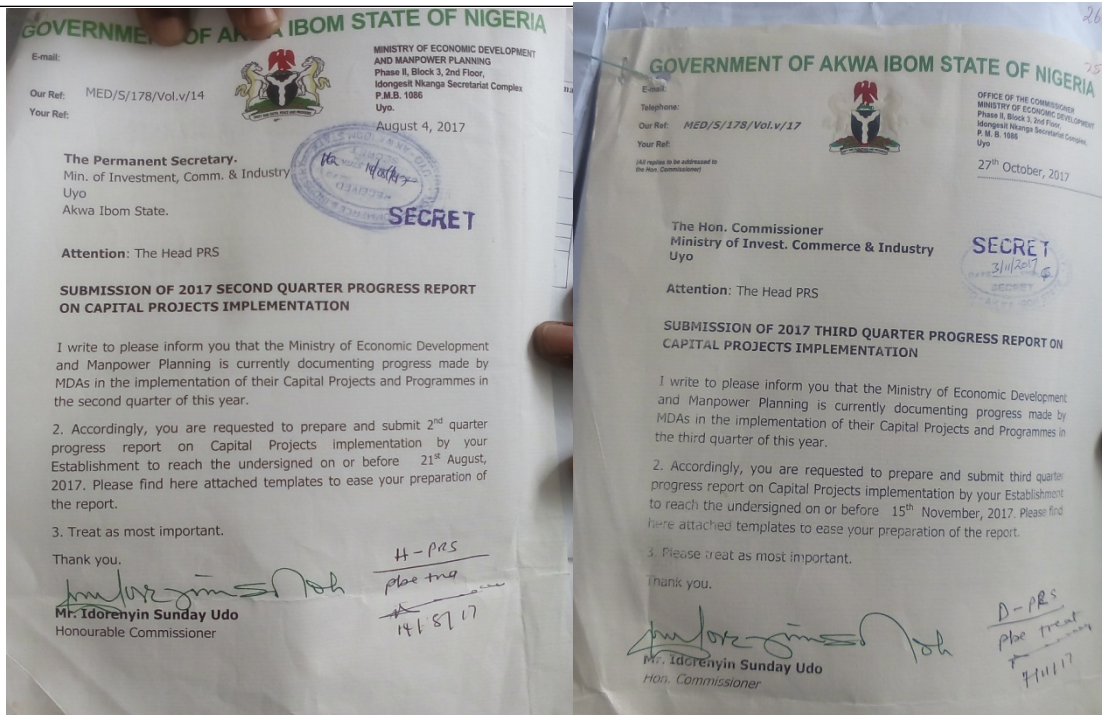 GOVERNME OF AK A IBOM STATE OF NIGERIA
E-mail:
Our Ref: MED/S/178/Vol.v/14
Your Ref:
MINISTRY OF ECONOMIC DEVELOPMENT
AND MANPOWER PLANNING
Phase II, Block 3, 2nd Floor,
Idongesit Nkanga Secretariat Complex
P.M.B. 1086
Uyo.
August 4, 2017
The Permanent Secretary.
Min. of Investment, Comm. & Industry
Uyo
Akwa Ibom State.
RECEIVED
SECRET
Attention: The Head PRS
SUBMISSION OF 2017 SECOND QUARTER PROGRESS REPORT
ON CAPITAL PROJECTS IMPLEMENTATION
I write to please inform you that the Ministry of Economic Development
and Manpower Planning is currently documenting progress made by
MDAs in the implementation of their Capital Projects and Programmes in
the second quarter of this year.
2. Accordingly, you are requested to prepare and submit 2nd quarter
progress report on Capital Projects implementation by your
Establishment to reach the undersigned on or before 21st August,
2017. Please find here attached templates to ease your preparation of
the report.
3. Treat as most important.
Thank you.
Mr. Idorenyin Sunday Udo
Honourable Commissioner
H-PRS
14/8/17
26
25
GOVERNMENT OF AKWA IBOM STATE OF NIGERIA
E-mail:
Telephone:
Our Ref: MED/S/178/Vol.v/17
Your Ref:
(All replies to be addressed to
the Hon. Commissioner)
OFFICE OF THE COMMISSIONER
MINISTRY OF ECONOMIC DEVELOPMENT
Phase II, Block 3, 2nd Floor,
Idongesit Nkanga Secretariat Complex,
P. M. B. 1086
Uyo
27th October, 2017
The Hon. Commissioner
Ministry of Invest. Commerce & Industry
Uyo
SECRET
3/11/2017
SECRET
Attention: The Head PRS
SUBMISSION OF 2017 THIRD QUARTER PROGRESS REPORT ON
CAPITAL PROJECTS IMPLEMENTATION
I write to please inform you that the Ministry of Economic Development
and Manpower Planning is currently documenting progress made by
MDAs in the implementation of their Capital Projects and Programmes in
the third quarter of this year.
2. Accordingly, you are requested to prepare and submit third quarter
progress report on Capital Projects implementation by your Establishment
to reach the undersigned on or before 15th November, 2017. Please find
here attached templates to ease your preparation of the report.
3. Please treat as most important.
Thank you.
Mr. Idorenyin Sunday Udo
Hon. Commissioner
D-PRS
treat
7/11/17